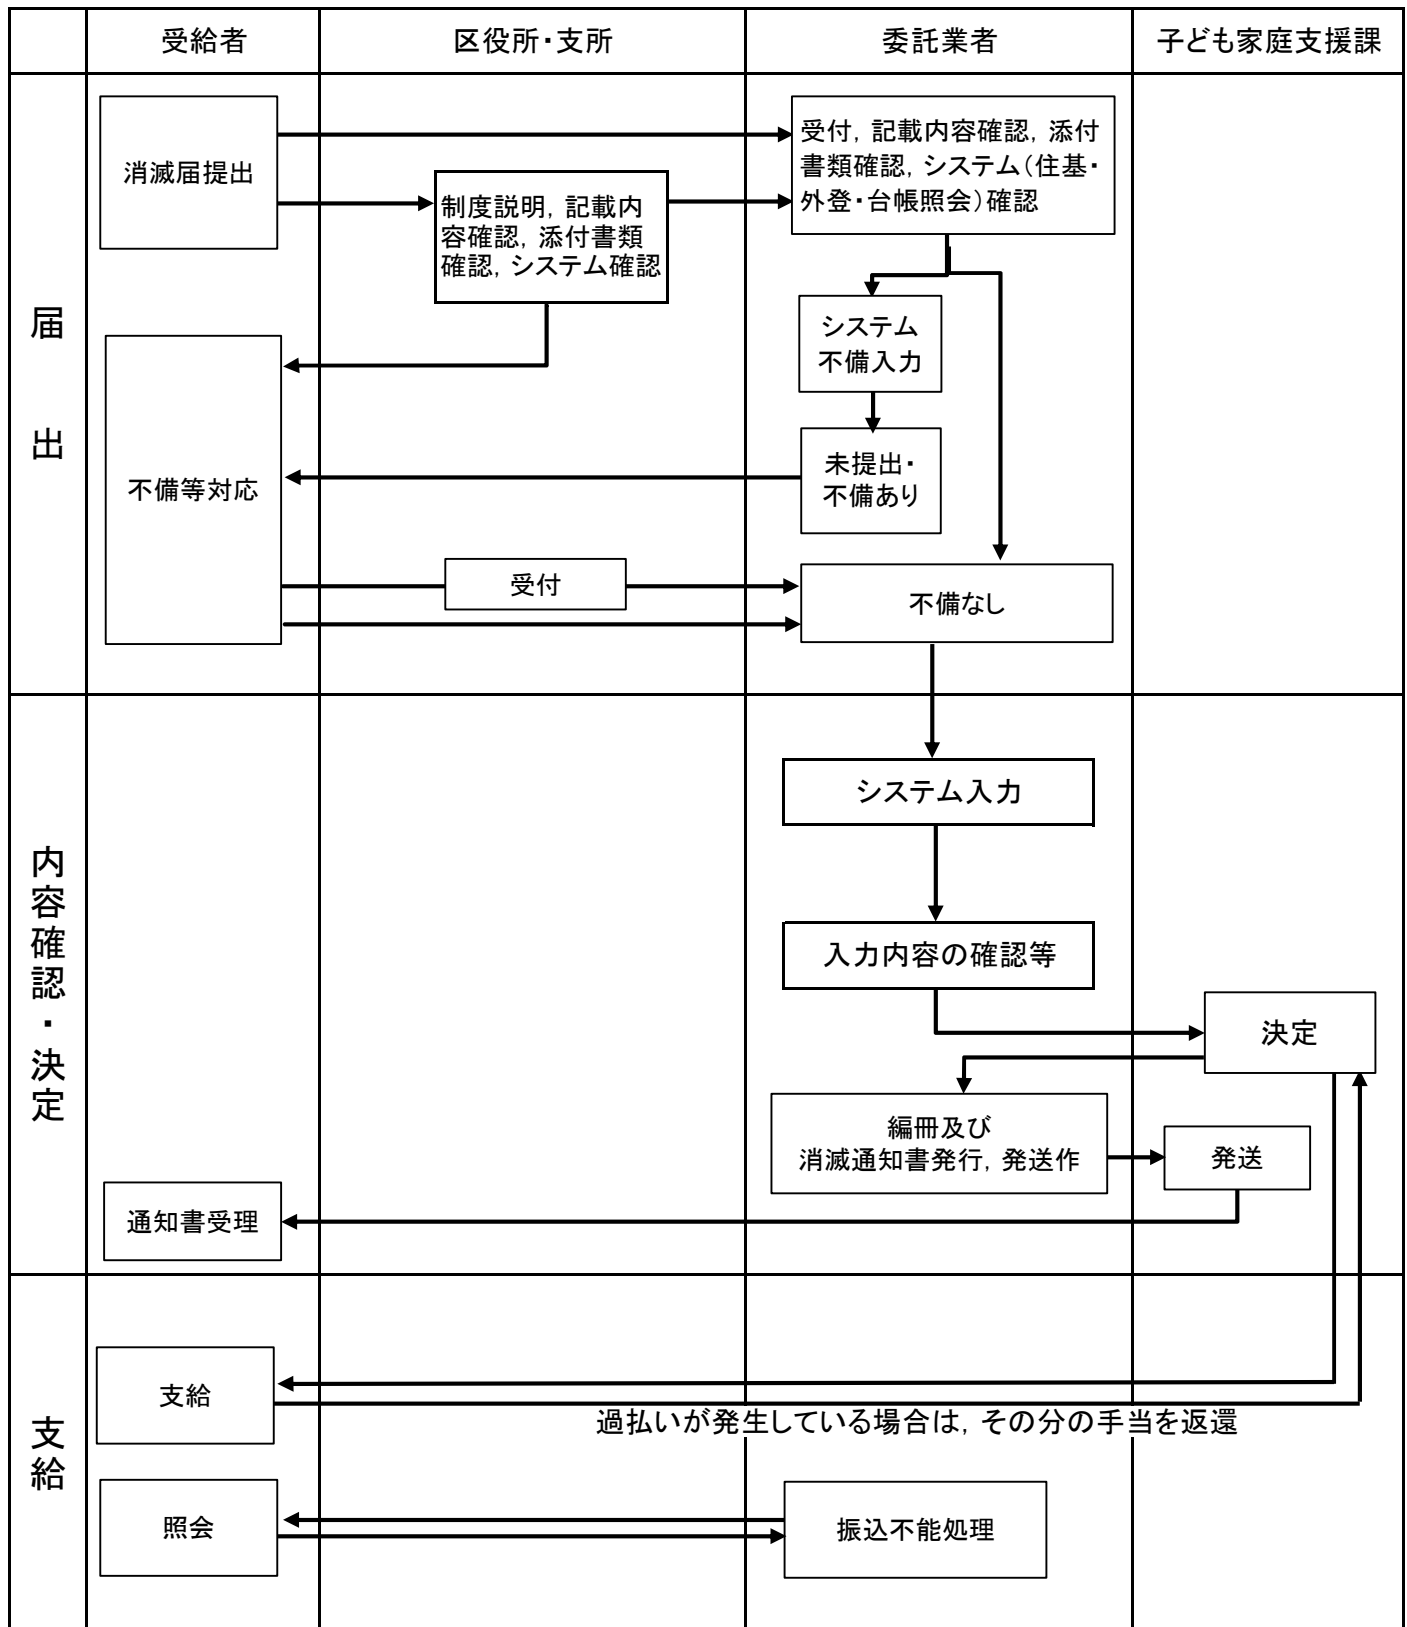 受給者
区役所・支所
委託業者
子ども家庭支援課
届出
消滅届提出
制度説明，記載内
容確認，添付書類
確認，システム確認
受付，記載内容確認，添付
書類確認，システム（住基・
外登・台帳照会）確認
システム
不備入力
未提出・
不備あり
不備等対応
受付
不備なし
内容確認・決定
システム入力
入力内容の確認等
決定
編冊及び
消滅通知書発行，発送作
発送
通知書受理
支給
支給
過払いが発生している場合は，その分の手当を返還
照会
振込不能処理